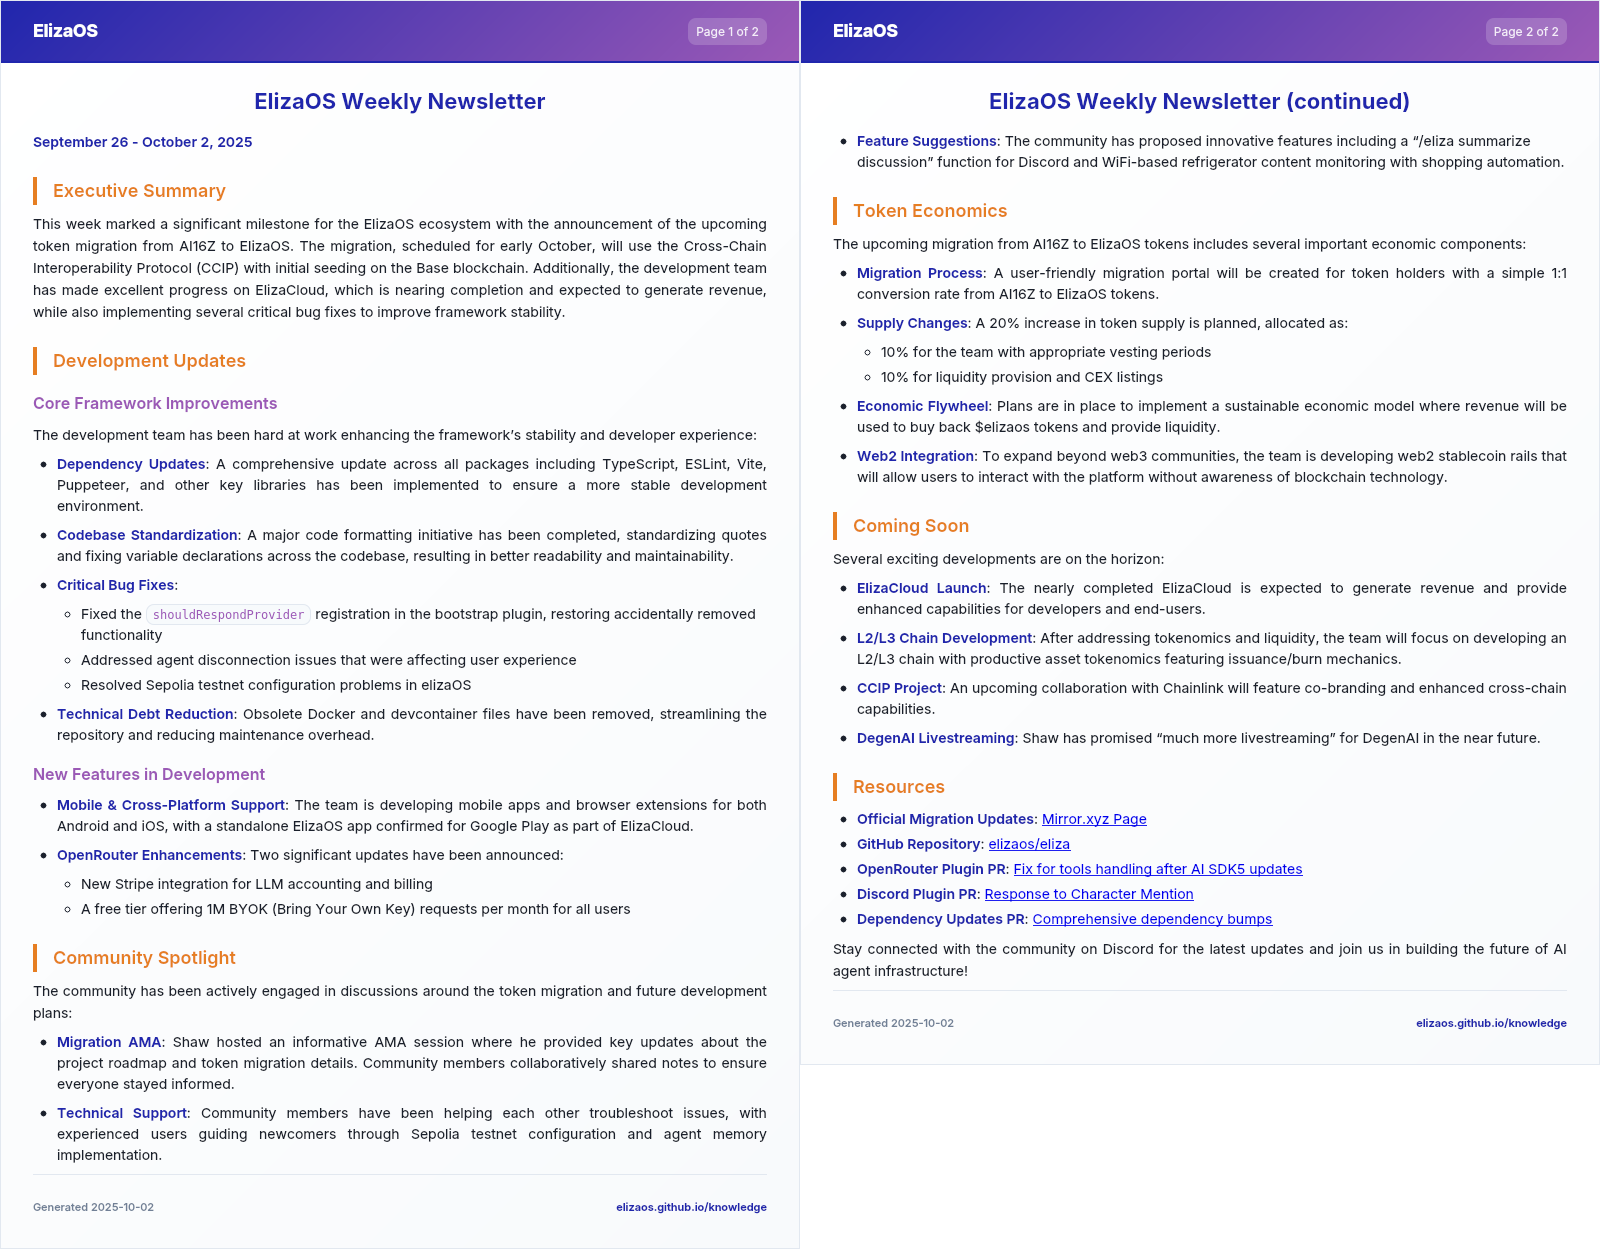 ElizaOS
Page 1 of 2
ElizaOS Weekly Newsletter
September 26 - October 2, 2025
Executive Summary
This week marked a significant milestone for the ElizaOS ecosystem with the announcement of the upcoming
token migration from AI16Z to ElizaOS. The migration, scheduled for early October, will use the Cross-Chain
Interoperability Protocol (CCIP) with initial seeding on the Base blockchain. Additionally, the development team
has made excellent progress on ElizaCloud, which is nearing completion and expected to generate revenue,
while also implementing several critical bug fixes to improve framework stability.
Development Updates
Core Framework Improvements
The development team has been hard at work enhancing the framework’s stability and developer experience:
• Dependency Updates: A comprehensive update across all packages including TypeScript, ESLint, Vite,
Puppeteer, and other key libraries has been implemented to ensure a more stable development
environment.
• Codebase Standardization: A major code formatting initiative has been completed, standardizing quotes
and fixing variable declarations across the codebase, resulting in better readability and maintainability.
• Critical Bug Fixes:
◦ Fixed the shouldRespondProvider registration in the bootstrap plugin, restoring accidentally removed
functionality
◦ Addressed agent disconnection issues that were affecting user experience
◦ Resolved Sepolia testnet configuration problems in elizaOS
• Technical Debt Reduction: Obsolete Docker and devcontainer files have been removed, streamlining the
repository and reducing maintenance overhead.
New Features in Development
• Mobile & Cross-Platform Support: The team is developing mobile apps and browser extensions for both
Android and iOS, with a standalone ElizaOS app confirmed for Google Play as part of ElizaCloud.
• OpenRouter Enhancements: Two significant updates have been announced:
◦ New Stripe integration for LLM accounting and billing
◦ A free tier offering 1M BYOK (Bring Your Own Key) requests per month for all users
Community Spotlight
The community has been actively engaged in discussions around the token migration and future development
plans:
• Migration AMA: Shaw hosted an informative AMA session where he provided key updates about the
project roadmap and token migration details. Community members collaboratively shared notes to ensure
everyone stayed informed.
• Technical Support: Community members have been helping each other troubleshoot issues, with
experienced users guiding newcomers through Sepolia testnet configuration and agent memory
implementation.
Generated 2025-10-02
elizaos.github.io/knowledge
ElizaOS
Page 2 of 2
ElizaOS Weekly Newsletter (continued)
• Feature Suggestions: The community has proposed innovative features including a “/eliza summarize
discussion” function for Discord and WiFi-based refrigerator content monitoring with shopping automation.
Token Economics
The upcoming migration from AI16Z to ElizaOS tokens includes several important economic components:
• Migration Process: A user-friendly migration portal will be created for token holders with a simple 1:1
conversion rate from AI16Z to ElizaOS tokens.
• Supply Changes: A 20% increase in token supply is planned, allocated as:
◦ 10% for the team with appropriate vesting periods
◦ 10% for liquidity provision and CEX listings
• Economic Flywheel: Plans are in place to implement a sustainable economic model where revenue will be
used to buy back $elizaos tokens and provide liquidity.
• Web2 Integration: To expand beyond web3 communities, the team is developing web2 stablecoin rails that
will allow users to interact with the platform without awareness of blockchain technology.
Coming Soon
Several exciting developments are on the horizon:
• ElizaCloud Launch: The nearly completed ElizaCloud is expected to generate revenue and provide
enhanced capabilities for developers and end-users.
• L2/L3 Chain Development: After addressing tokenomics and liquidity, the team will focus on developing an
L2/L3 chain with productive asset tokenomics featuring issuance/burn mechanics.
• CCIP Project: An upcoming collaboration with Chainlink will feature co-branding and enhanced cross-chain
capabilities.
• DegenAI Livestreaming: Shaw has promised “much more livestreaming” for DegenAI in the near future.
Resources
• Official Migration Updates: Mirror.xyz Page
• GitHub Repository: elizaos/eliza
• OpenRouter Plugin PR: Fix for tools handling after AI SDK5 updates
• Discord Plugin PR: Response to Character Mention
• Dependency Updates PR: Comprehensive dependency bumps
Stay connected with the community on Discord for the latest updates and join us in building the future of AI
agent infrastructure!
Generated 2025-10-02
elizaos.github.io/knowledge